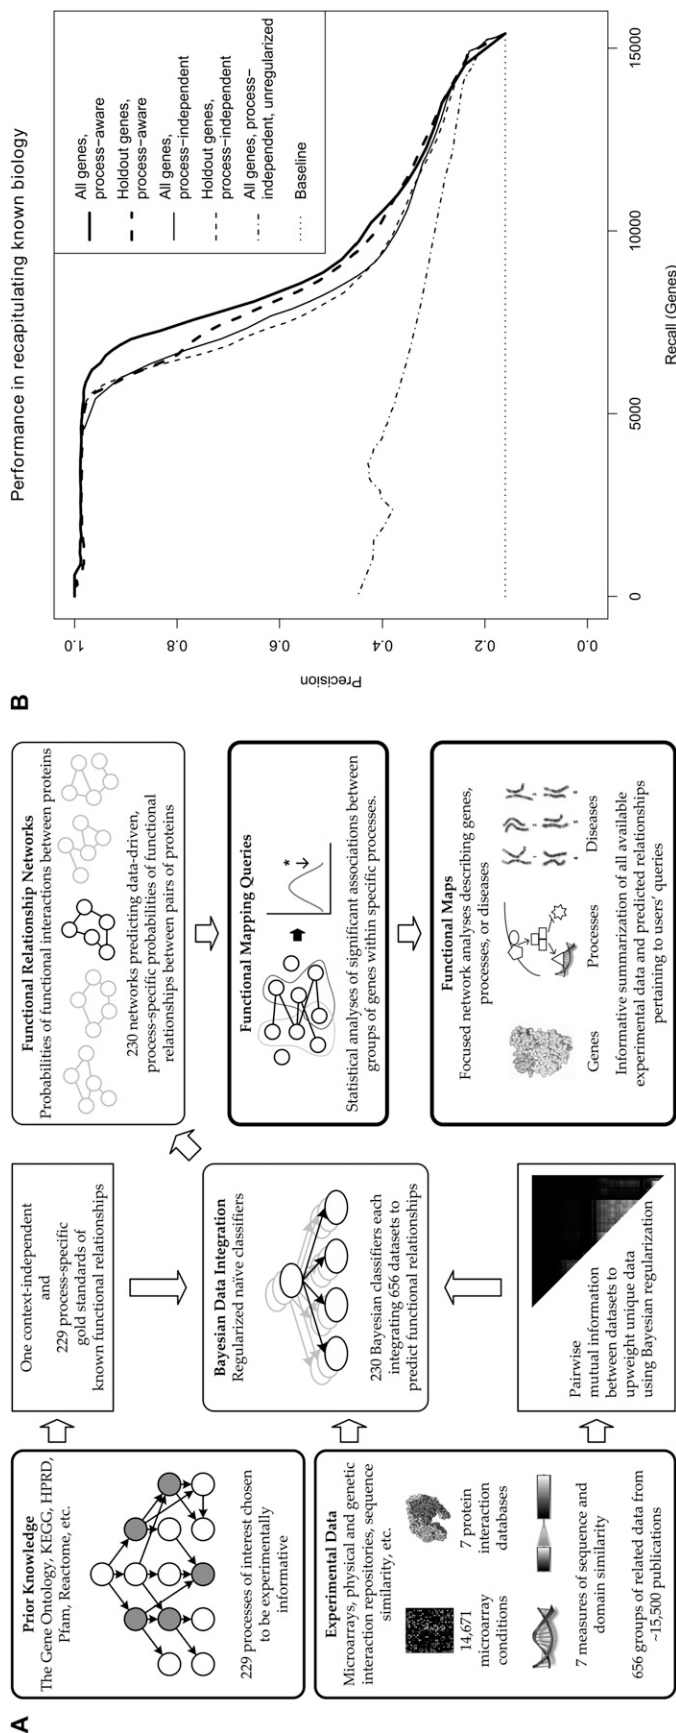 A
Prior Knowledge
The Gene Ontology, KEGG, HPRD,
Pfam, Reactome, etc.
229 processes of interest chosen
to be experimentally
informative
Experimental Data
Microarrays, physical and genetic
interaction repositories, sequence
similarity, etc.
14,671
microarray
conditions
7 protein
interaction
databases
7 measures of sequence and
domain similarity
656 groups of related data from
~15,500 publications
One context-independent
and
229 process-specific
gold standards of
known functional relationships
Bayesian Data Integration
Regularized naïve classifiers
230 Bayesian classifiers each
integrating 656 datasets to
predict functional relationships
Pairwise
mutual information
between datasets to
upweight unique data
using Bayesian regularization
Functional Relationship Networks
Probabilities of functional interactions between proteins
230 networks predicting data-driven,
process-specific probabilities of functional
relationships between pairs of proteins
Functional Mapping Queries
*
Statistical analyses of significant associations between
groups of genes within specific processes.
Functional Maps
Focused network analyses describing genes,
processes, or diseases
Genes
Processes
Diseases
Informative summarization of all available
experimental data and predicted relationships
pertaining to users' queries
B
Performance in recapitulating known biology
All genes,
process-aware
Holdout genes,
process-aware
All genes,
process-independent
Holdout genes,
process-independent
All genes, process-
independent, unregularized
Baseline
Precision
1.0
0.8
0.6
0.4
0.2
0.0
0
5000
10000
15000
Recall (Genes)